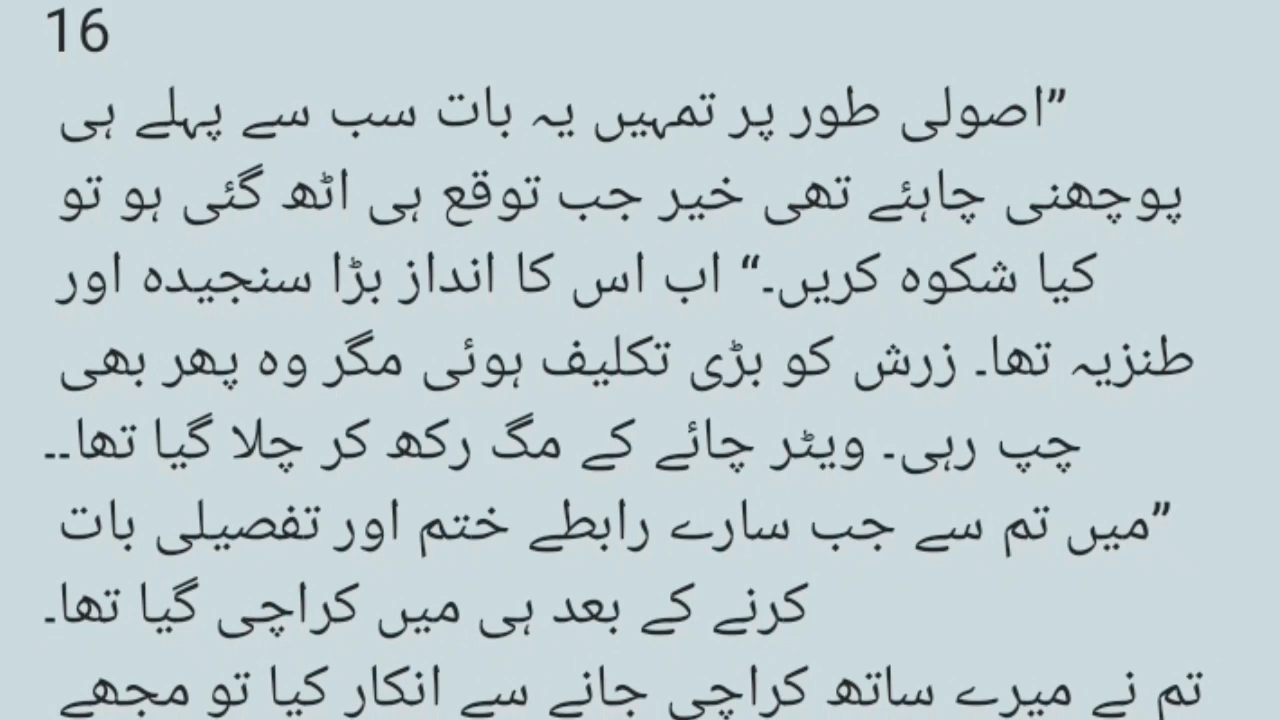 16
”اصولی طور پر تمہیں یہ بات سب سے پہلے ہی
پوچھنی چاہئے تھی خیر جب توقع ہی اٹھ گئی ہو تو
کیا شکوہ کریں۔“ اب اس کا انداز بڑا سنجیدہ اور
طنزیہ تھا۔ زرش کو بڑی تکلیف ہوئی مگر وہ پھر بھی
چپ رہی۔ ویٹر چائے کے مگ رکھ کر چلا گیا تھا۔۔
”میں تم سے جب سارے رابطے ختم اور تفصیلی بات
کرنے کے بعد ہی میں کراچی گیا تھا۔
تم نے میرے ساتھ کراچی جانے سے انکار کیا تو مجھے